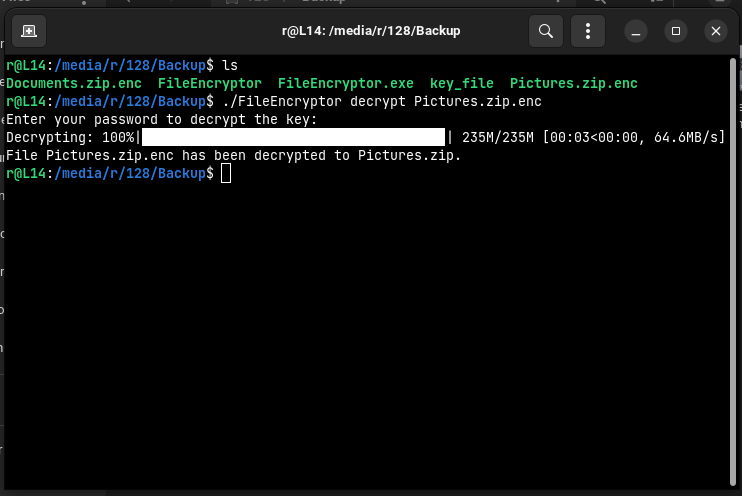 r@L14: /media/r/128/Backup
r@L14:/media/r/128/Backup$ ls
Documents.zip.enc FileEncryptor FileEncryptor.exe key_file Pictures.zip.enc
r@L14:/media/r/128/Backup$ ./FileEncryptor decrypt Pictures.zip.enc
Enter your password to decrypt the key:
Decrypting: 100%| | 235M/235M [00:03<00:00, 64.6MB/s]
File Pictures.zip.enc has been decrypted to Pictures.zip.
r@L14:/media/r/128/Backup$